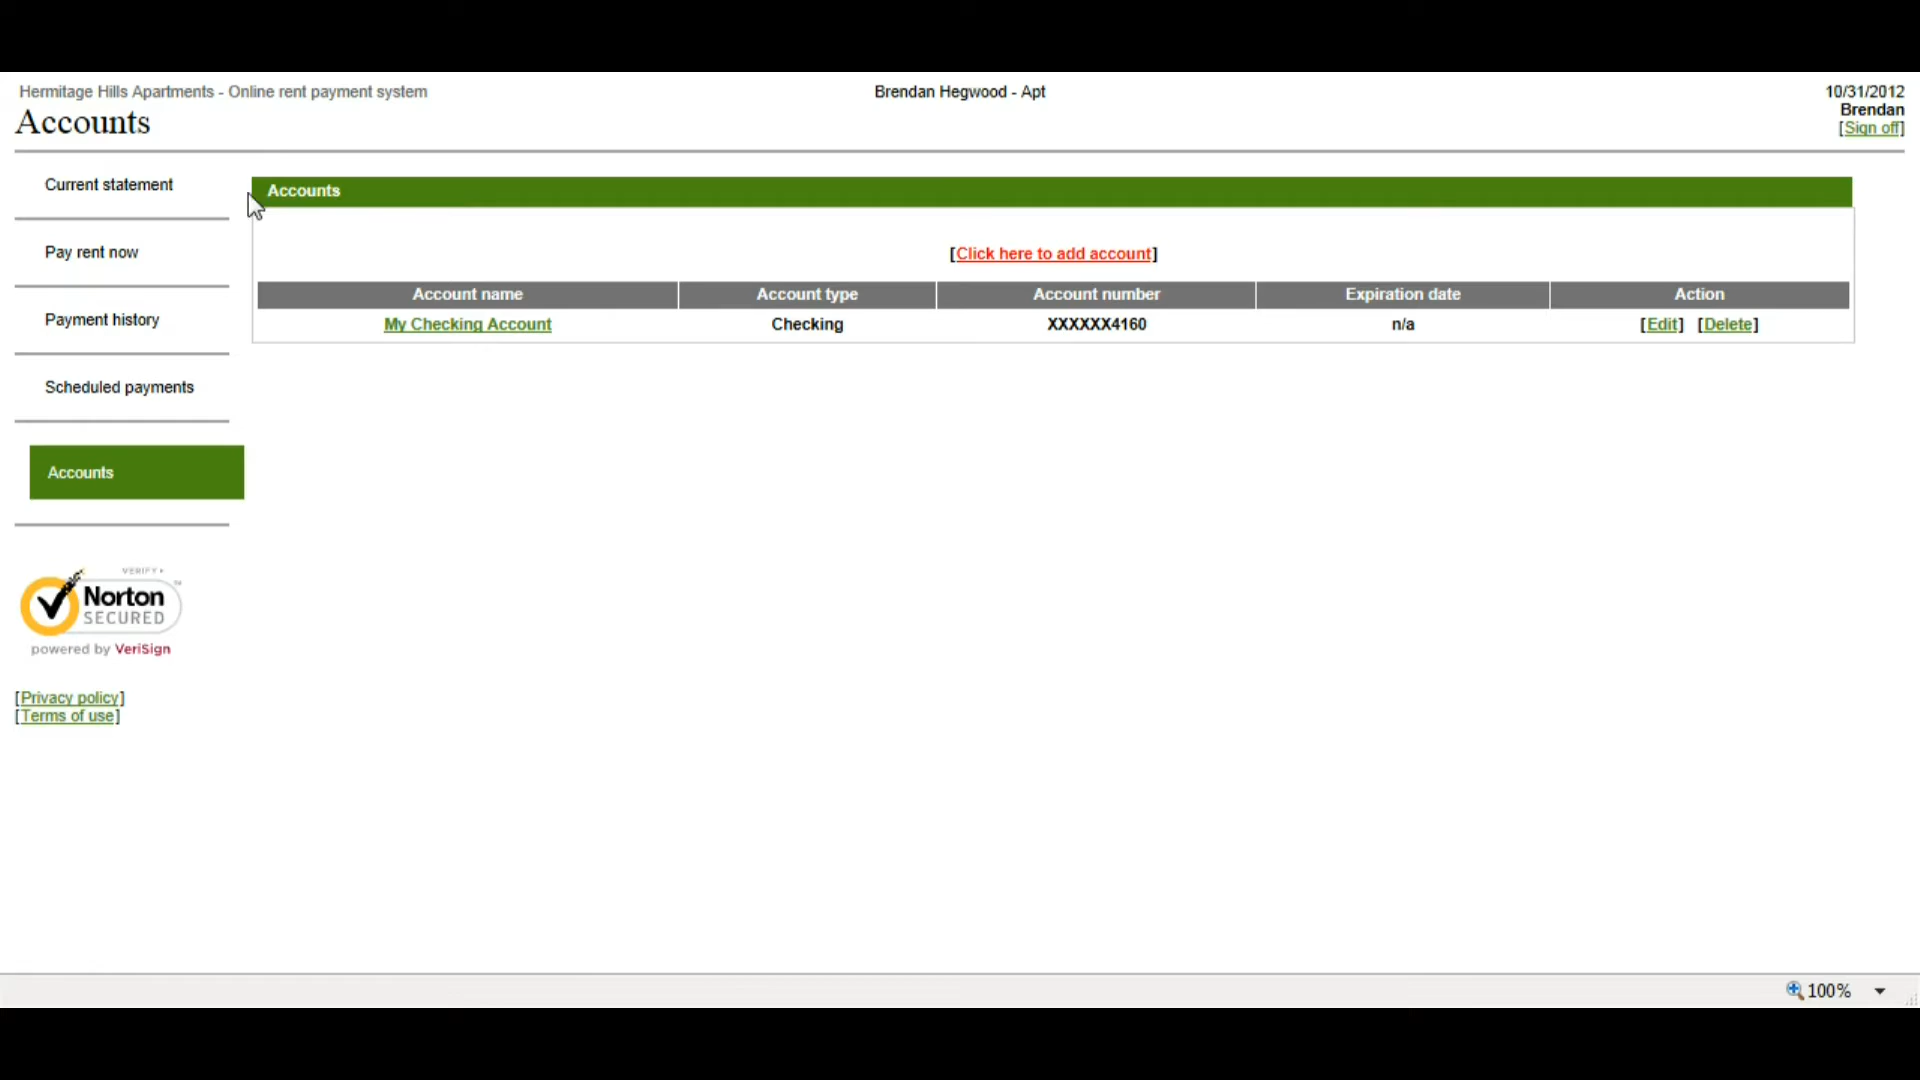 Hermitage Hills Apartments - Online rent payment system
Brendan Hegwood - Apt
10/31/2012
Accounts
Brendan
[Sign off]
Current statement
Pay rent now
Payment history
Scheduled payments
Accounts
Accounts
[Click here to add account]
Account name Account type Account number Expiration date Action
My Checking Account Checking XXXXXX4160 n/a [Edit] [Delete]
VERIFY
Norton
SECURED
TM
powered by VeriSign
[Privacy policy]
[Terms of use]
100%